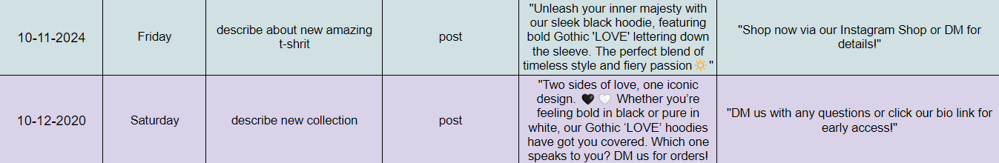 10-11-2024
Friday
describe about new amazing
t-shrit
post
"Unleash your inner majesty with
our sleek black hoodie, featuring
bold Gothic 'LOVE' lettering down
the sleeve. The perfect blend of
timeless style and fiery passion🔅"
"Shop now via our Instagram Shop or DM for
details!"
10-12-2020
Saturday
describe new collection
post
"Two sides of love, one iconic
design. 🖤🤍 Whether you’re
feeling bold in black or pure in
white, our Gothic ‘LOVE’ hoodies
have got you covered. Which one
speaks to you? DM us for orders!
"DM us with any questions or click our bio link for
early access!"